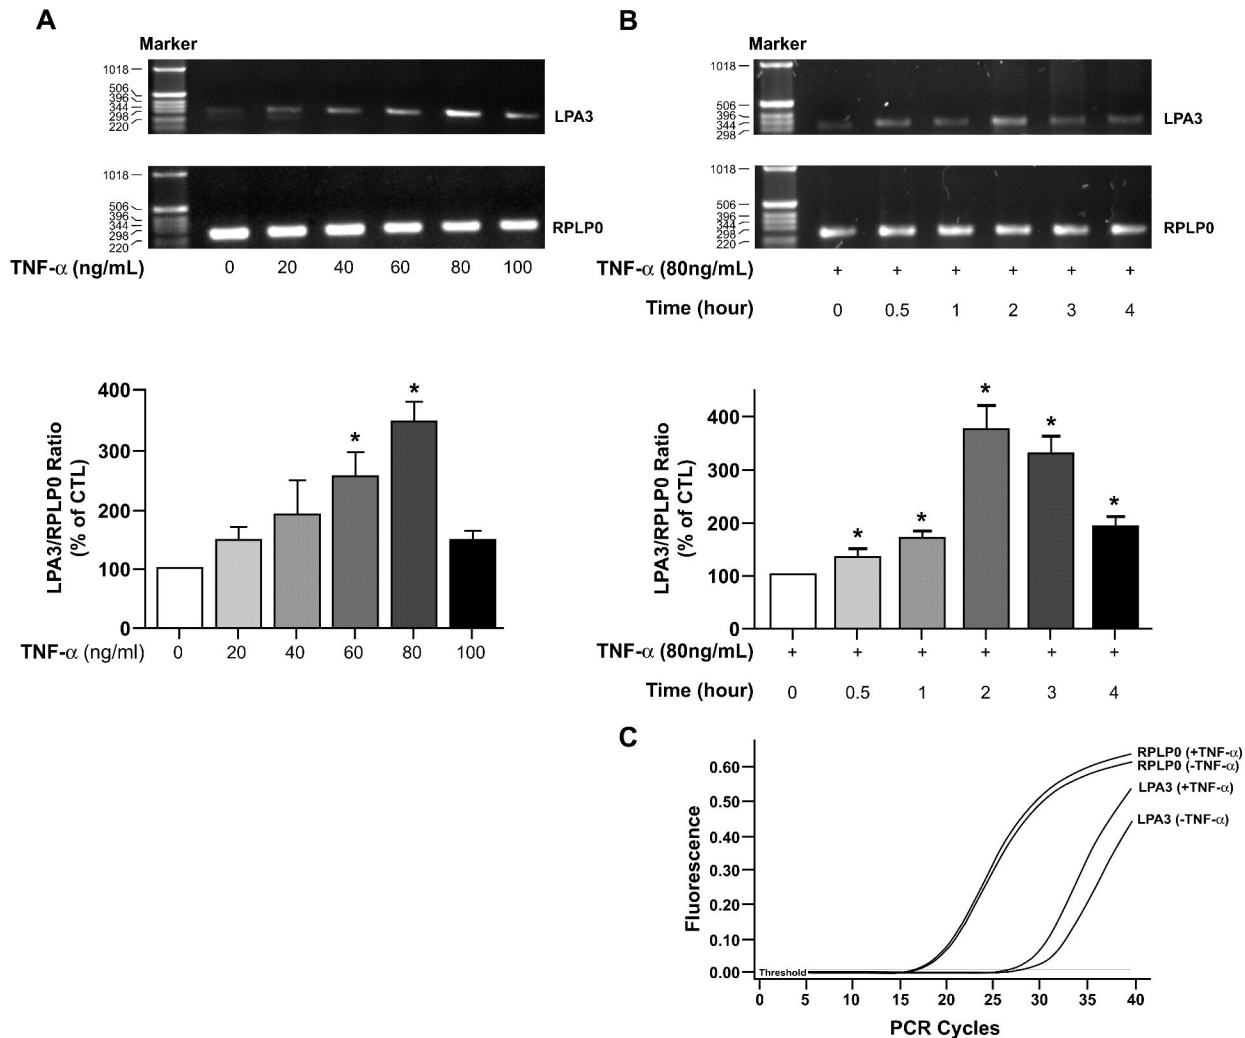 A
Marker
1018
506
396
344
298
220
LPA3
1018
506
396
344
298
220
RPLP0
TNF-α (ng/mL) 0 20 40 60 80 100
400
300
200
100
0
LPA3/RPLP0 Ratio
(% of CTL)
* *
TNF-α (ng/ml) 0 20 40 60 80 100
B
Marker
1018
506
396
344
298
LPA3
1018
506
396
344
298
220
RPLP0
TNF-α (80ng/mL) + + + + + +
Time (hour) 0 0.5 1 2 3 4
400
300
200
100
0
LPA3/RPLP0 Ratio
(% of CTL)
* * * * *
TNF-α (80ng/mL) + + + + + +
Time (hour) 0 0.5 1 2 3 4
C
0.60
0.50
0.40
0.30
0.20
0.10
0.00
Fluorescence
Threshold
RPLP0 (+TNF-α)
RPLP0 (-TNF-α)
LPA3 (+TNF-α)
LPA3 (-TNF-α)
0 5 10 15 20 25 30 35 40
PCR Cycles